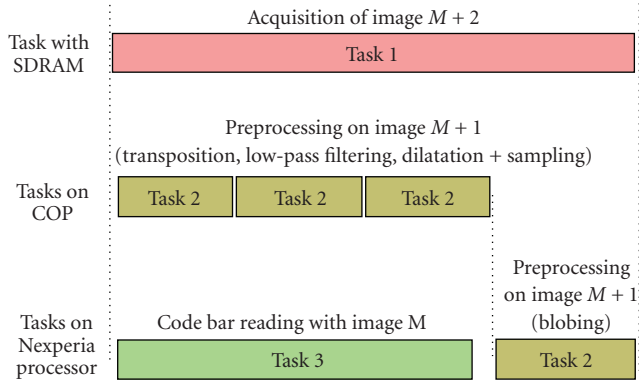 Acquisition of image M + 2
Task with
SDRAM
Task 1
Preprocessing on image M + 1
(transposition, low-pass filtering, dilatation + sampling)
Tasks on
COP
Task 2
Task 2
Task 2
Preprocessing
on image M + 1
(blobing)
Tasks on
Nexperia
processor
Code bar reading with image M
Task 3
Task 2